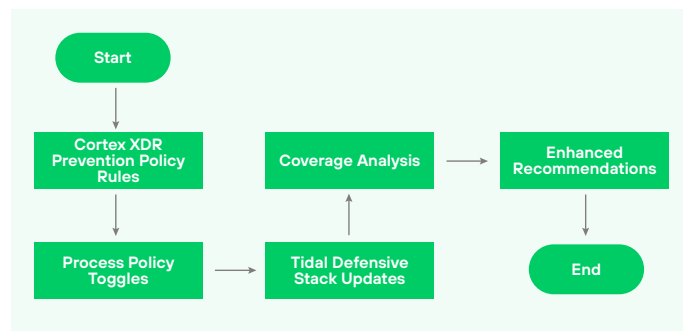 Start
Cortex XDR
Prevention Policy
Rules
Process Policy
Toggles
Tidal Defensive
Stack Updates
Coverage Analysis
Enhanced
Recommendations
End